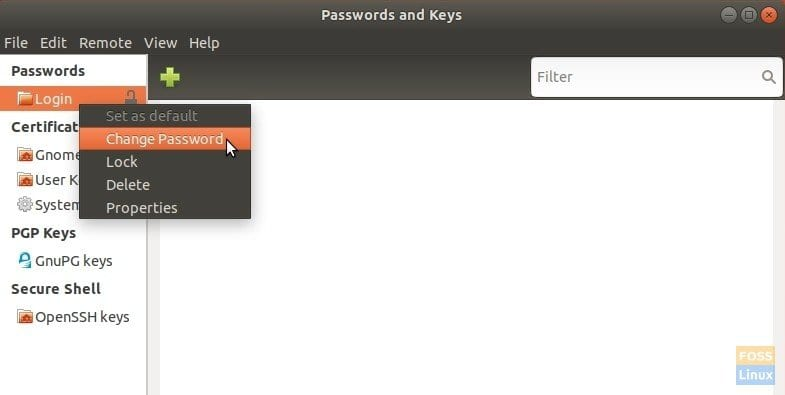 Passwords and Keys
File Edit Remote View Help
Passwords
Login
Filter
Set as default
Change Password
Lock
Delete
Properties
Certificat
Gnome
User K
System
PGP Keys
GnuPG keys
Secure Shell
OpenSSH keys
FOSS
Linux